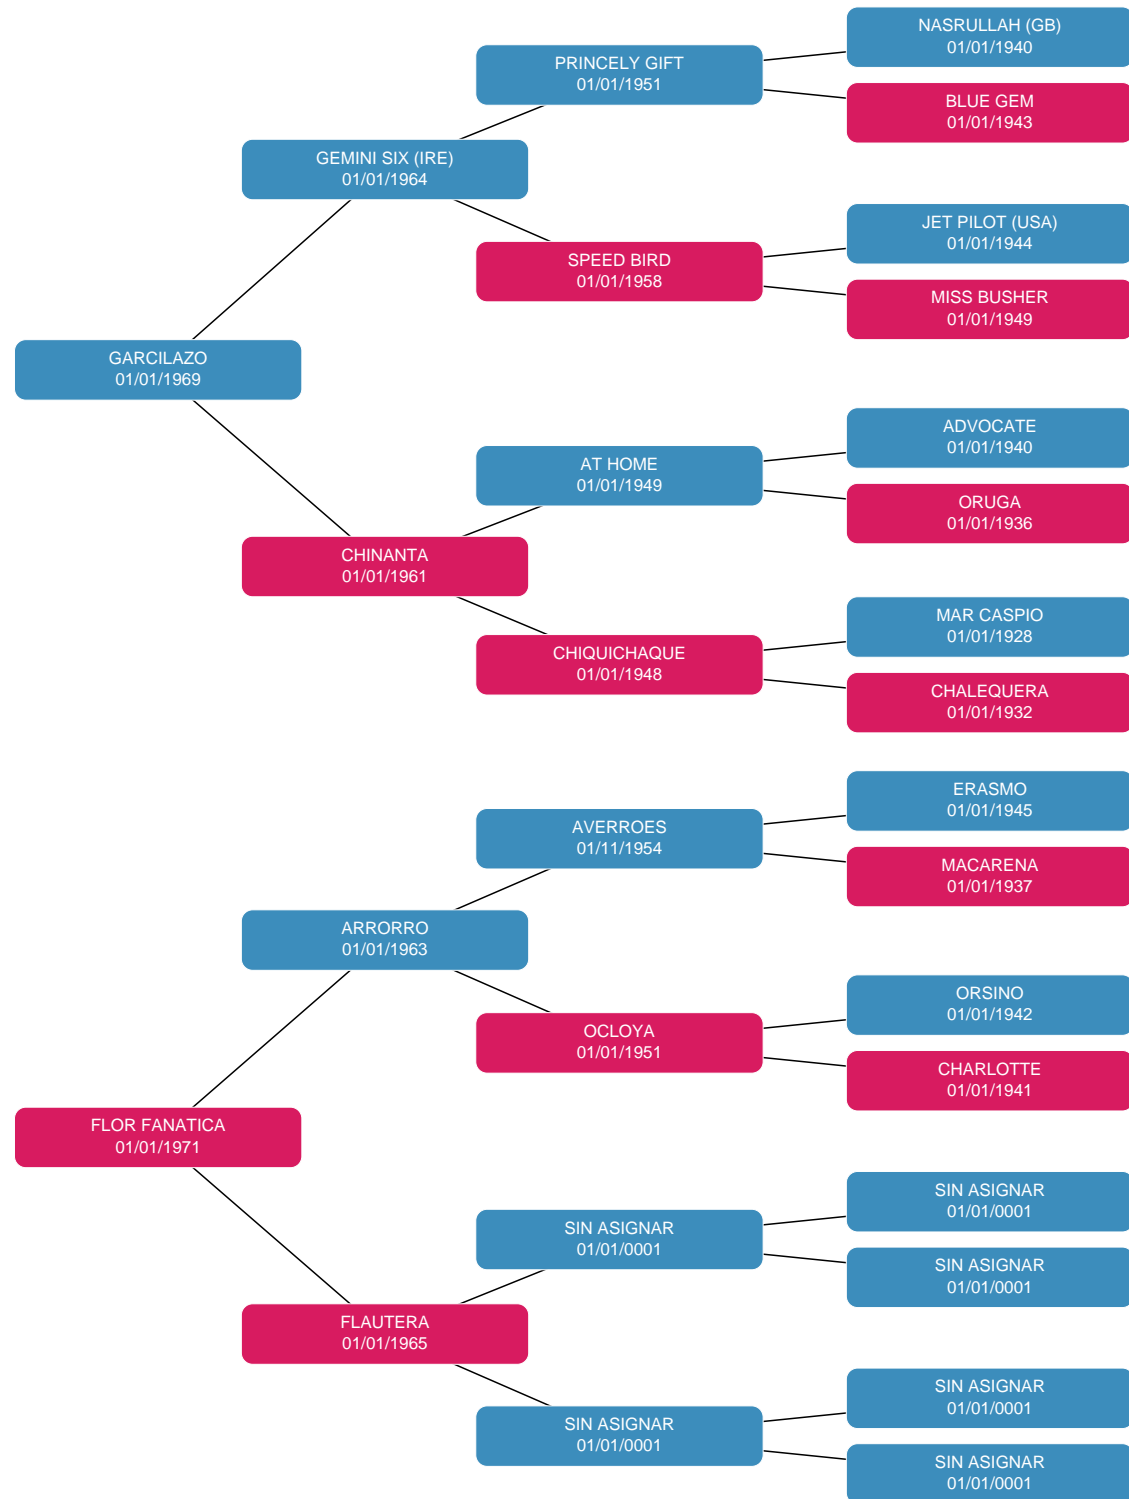 NASRULLAH (GB)
01/01/1940
PRINCELY GIFT
01/01/1951
BLUE GEM
01/01/1943
GEMINI SIX (IRE)
01/01/1964
JET PILOT (USA)
01/01/1944
SPEED BIRD
01/01/1958
MISS BUSHER
01/01/1949
GARCILAZO
01/01/1969
ADVOCATE
01/01/1940
AT HOME
01/01/1949
ORUGA
01/01/1936
CHINANTA
01/01/1961
MAR CASPIO
01/01/1928
CHIQUICHAQUE
01/01/1948
CHALEQUERA
01/01/1932
ERASMO
01/01/1945
AVERROES
01/11/1954
MACARENA
01/01/1937
ARRORRO
01/01/1963
ORSINO
01/01/1942
OCLOYA
01/01/1951
CHARLOTTE
01/01/1941
FLOR FANATICA
01/01/1971
SIN ASIGNAR
01/01/0001
SIN ASIGNAR
01/01/0001
SIN ASIGNAR
01/01/0001
FLAUTERA
01/01/1965
SIN ASIGNAR
01/01/0001
SIN ASIGNAR
01/01/0001
SIN ASIGNAR
01/01/0001